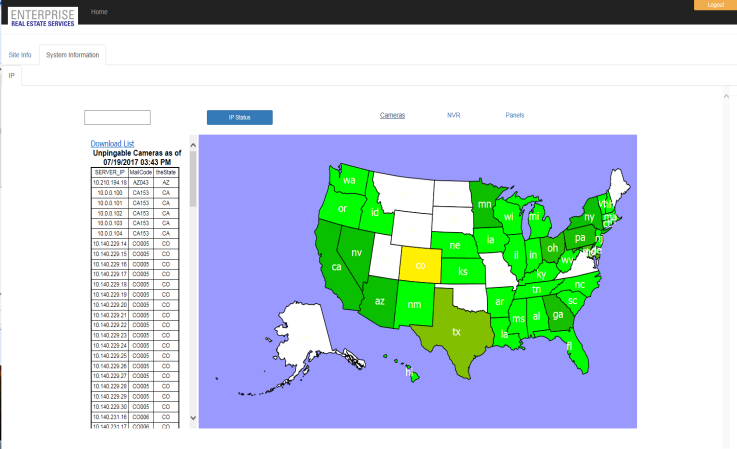 ENTERPRISE
REAL ESTATE SERVICES
Home
Logout
Site Info
System Information
IP
IP Status
Cameras
NVR
Panels
Download List
Unpingable Cameras as of
07/19/2017 03:43 PM
SERVER_IP MailCode theState
10.210.194.18 AZ043 AZ
10.0.0.100 CA153 CA
10.0.0.101 CA153 CA
10.0.0.102 CA153 CA
10.0.0.103 CA153 CA
10.0.0.104 CA153 CA
10.140.229.14 CO005 CO
10.140.229.15 CO005 CO
10.140.229.16 CO005 CO
10.140.229.17 CO005 CO
10.140.229.18 CO005 CO
10.140.229.19 CO005 CO
10.140.229.20 CO005 CO
10.140.229.21 CO005 CO
10.140.229.22 CO005 CO
10.140.229.23 CO005 CO
10.140.229.24 CO005 CO
10.140.229.25 CO005 CO
10.140.229.26 CO005 CO
10.140.229.27 CO005 CO
10.140.229.28 CO005 CO
10.140.229.29 CO005 CO
10.140.229.30 CO005 CO
10.140.231.16 CO006 CO
10.140.231.17 CO006 CO
wa
or
id
mn
wi
mi
ny
nv
ca
ne
ia
il
in
oh
pa
wv
co
ks
ky
nc
tn
sc
az
nm
ar
ms
al
ga
tx
la
fl
hi